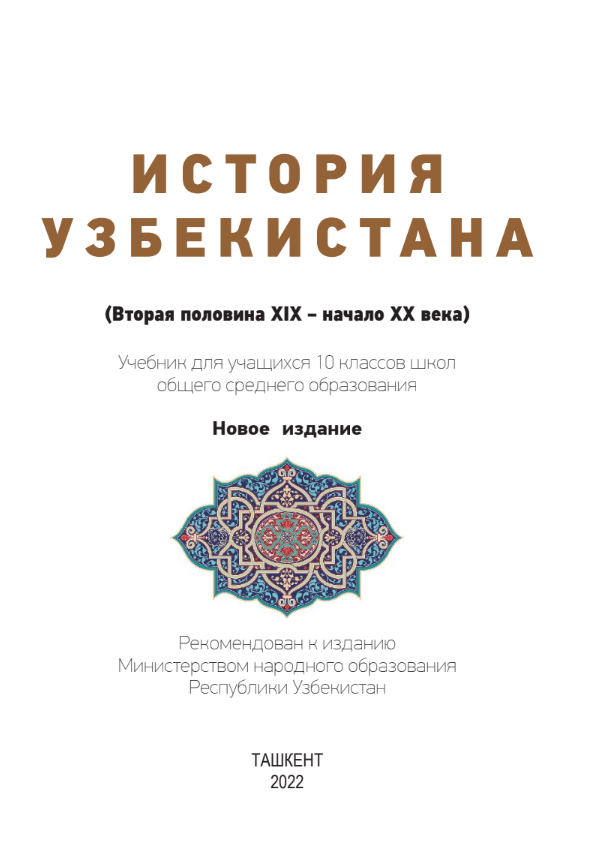 ИСТОРИЯ
УЗБЕКИСТАНА
(Вторая половина XIX – начало XX века)
Учебник для учащихся 10 классов школ
общего среднего образования
Новое издание
Рекомендован к изданию
Министерством народного образования
Республики Узбекистан
ТАШКЕНТ
2022